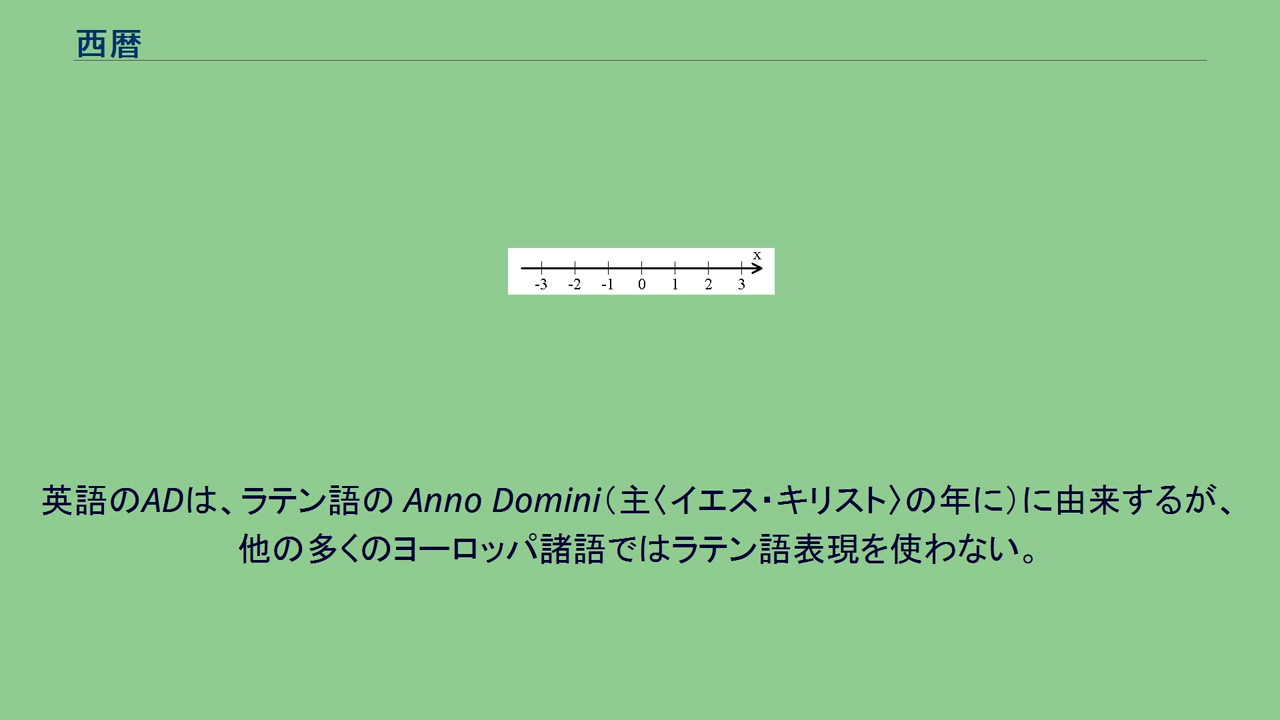 西暦
x
-3 -2 -1 0 1 2 3
英語のADは、ラテン語の Anno Domini（主〈イエス・キリスト〉の年に）に由来するが、
他の多くのヨーロッパ諸語ではラテン語表現を使わない。